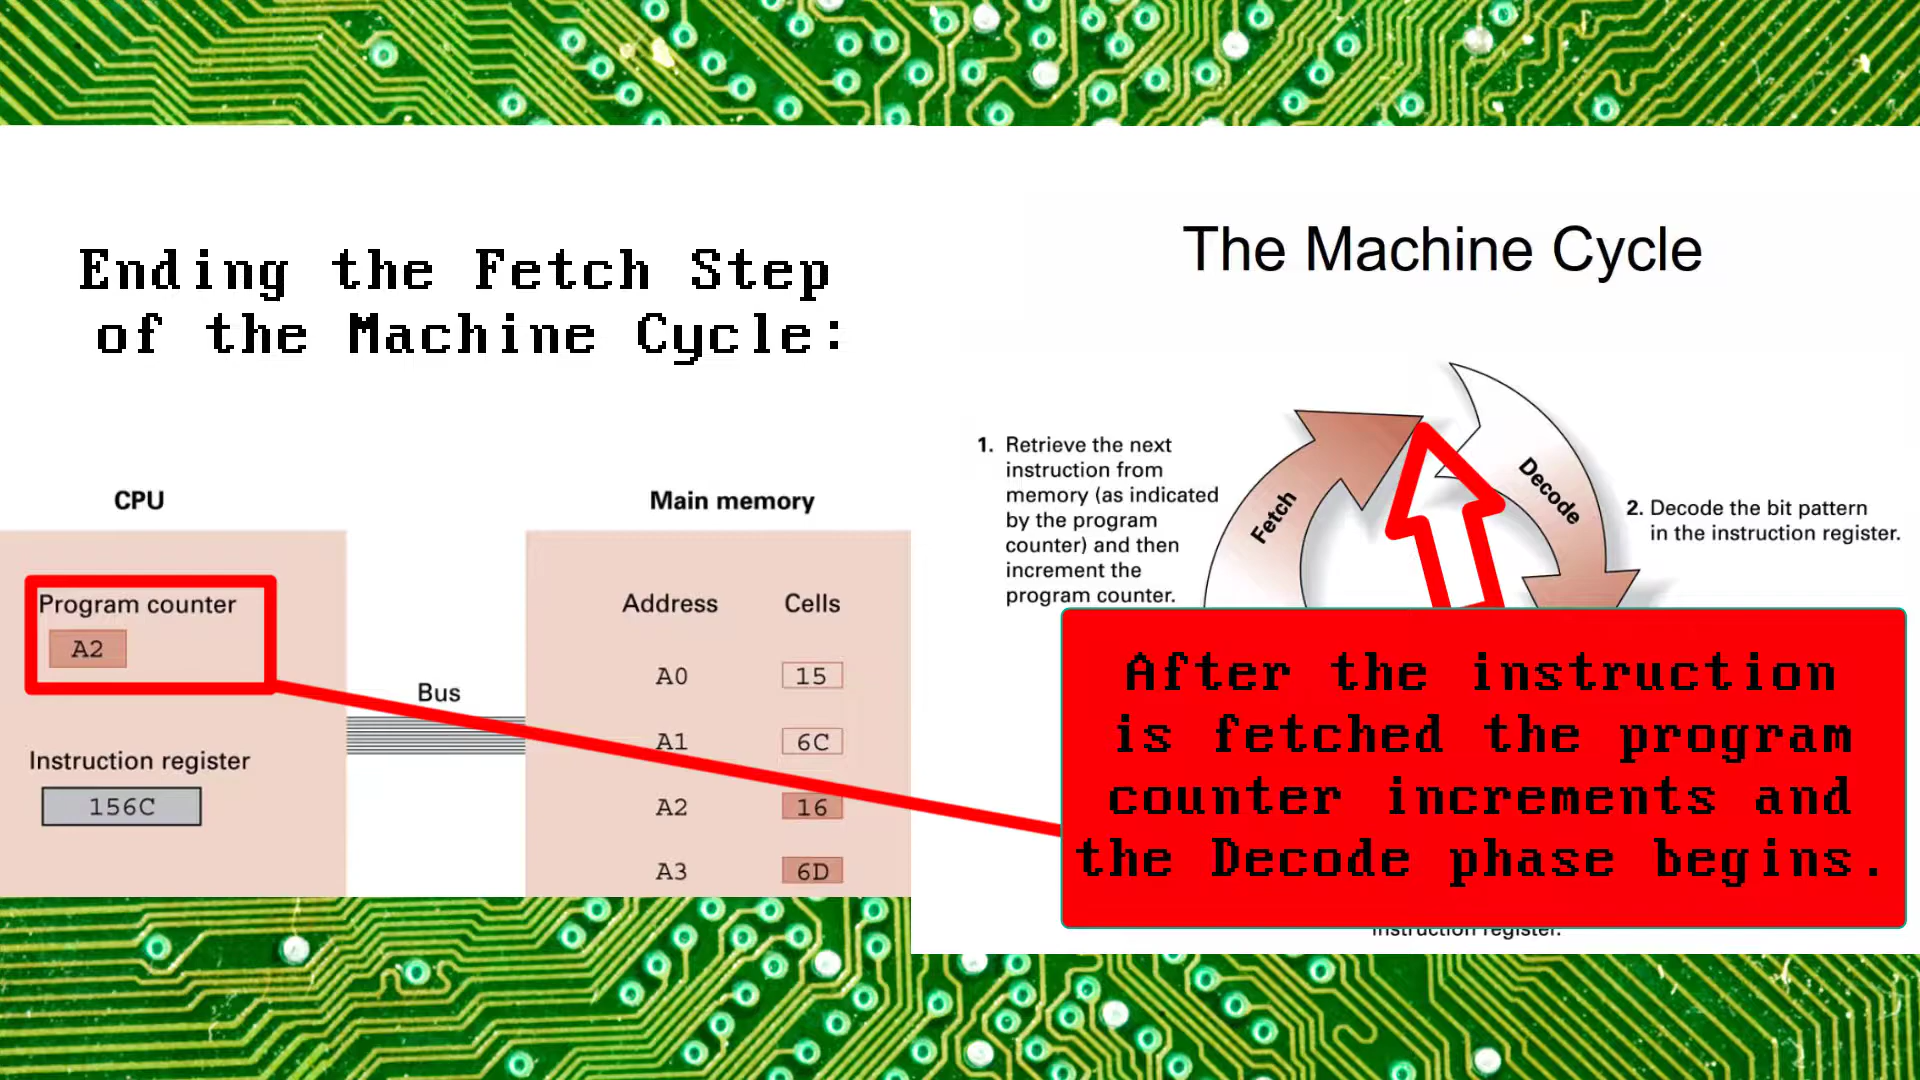 Ending the Fetch Step
of the Machine Cycle:
CPU
Main memory
Program counter
A2
Bus
Instruction register
156C
Address Cells
A0 15
A1 6C
A2 16
A3 6D
The Machine Cycle
1. Retrieve the next
instruction from
memory (as indicated
by the program
counter) and then
increment the
program counter.
Fetch
Decode
2. Decode the bit pattern
in the instruction register.
After the instruction
is fetched the program
counter increments and
the Decode phase begins.
instruction register.